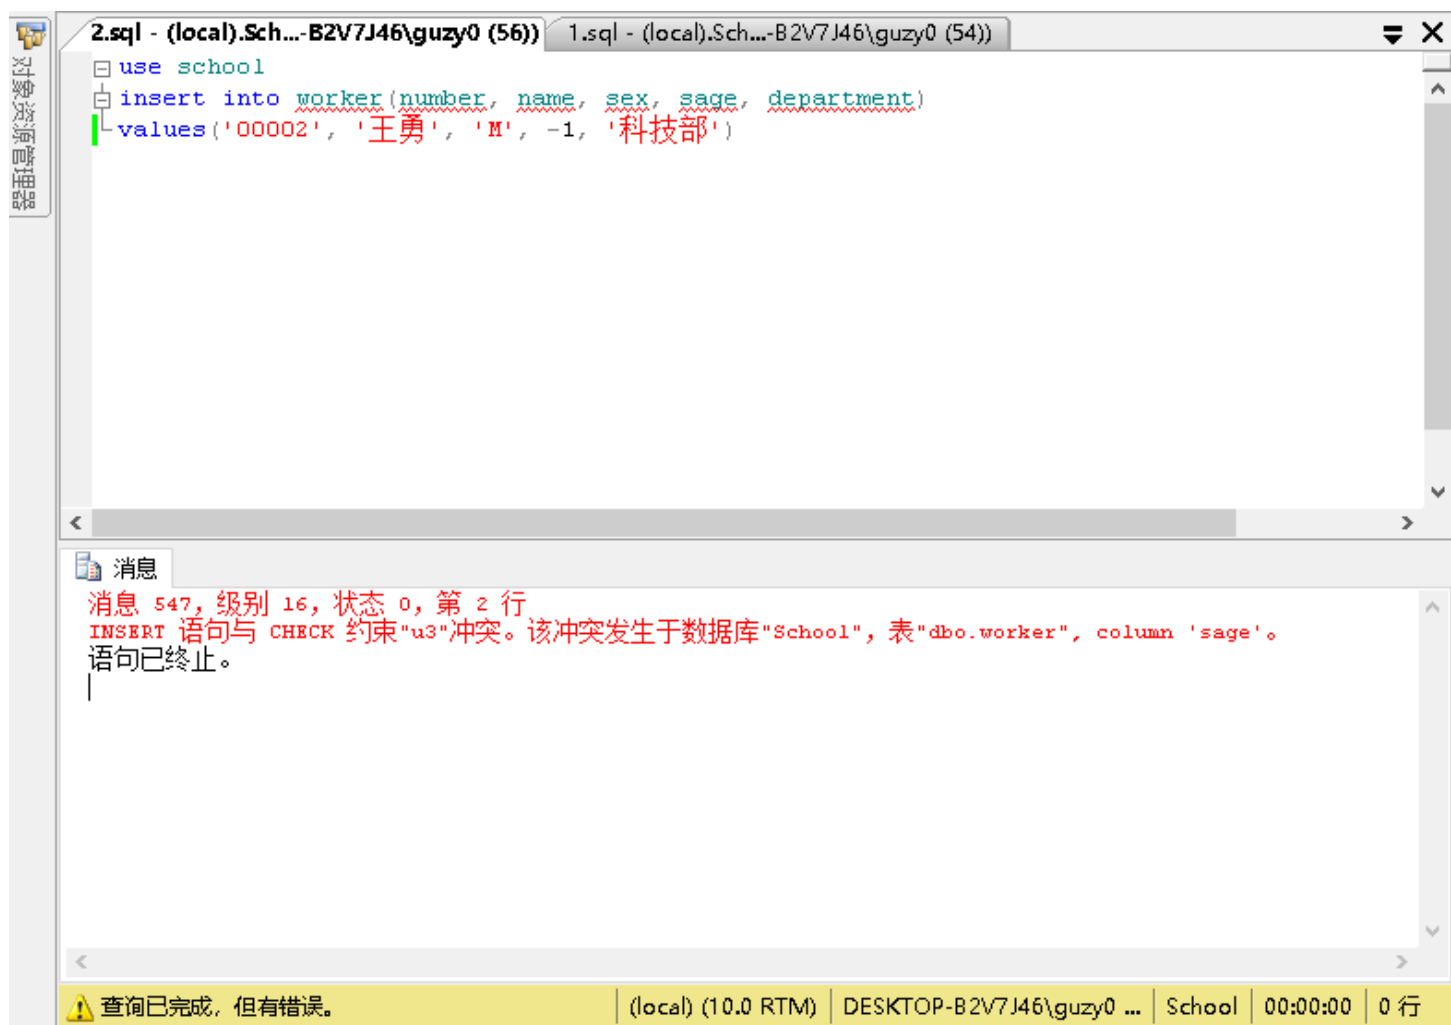 2.sql - (local).Sch...-B2V7J46\guzy0 (56))
1.sql - (local).Sch...-B2V7J46\guzy0 (54))
对象资源管理器
use school
insert into worker(number, name, sex, sage, department)
values('00002', '王勇', 'M', -1, '科技部')
消息
消息 547，级别 16，状态 0，第 2 行
INSERT 语句与 CHECK 约束"u3"冲突。该冲突发生于数据库"School"，表"dbo.worker", column 'sage'。
语句已终止。
查询已完成，但有错误。
(local) (10.0 RTM)
DESKTOP-B2V7J46\guzy0 ...
School
00:00:00
0 行